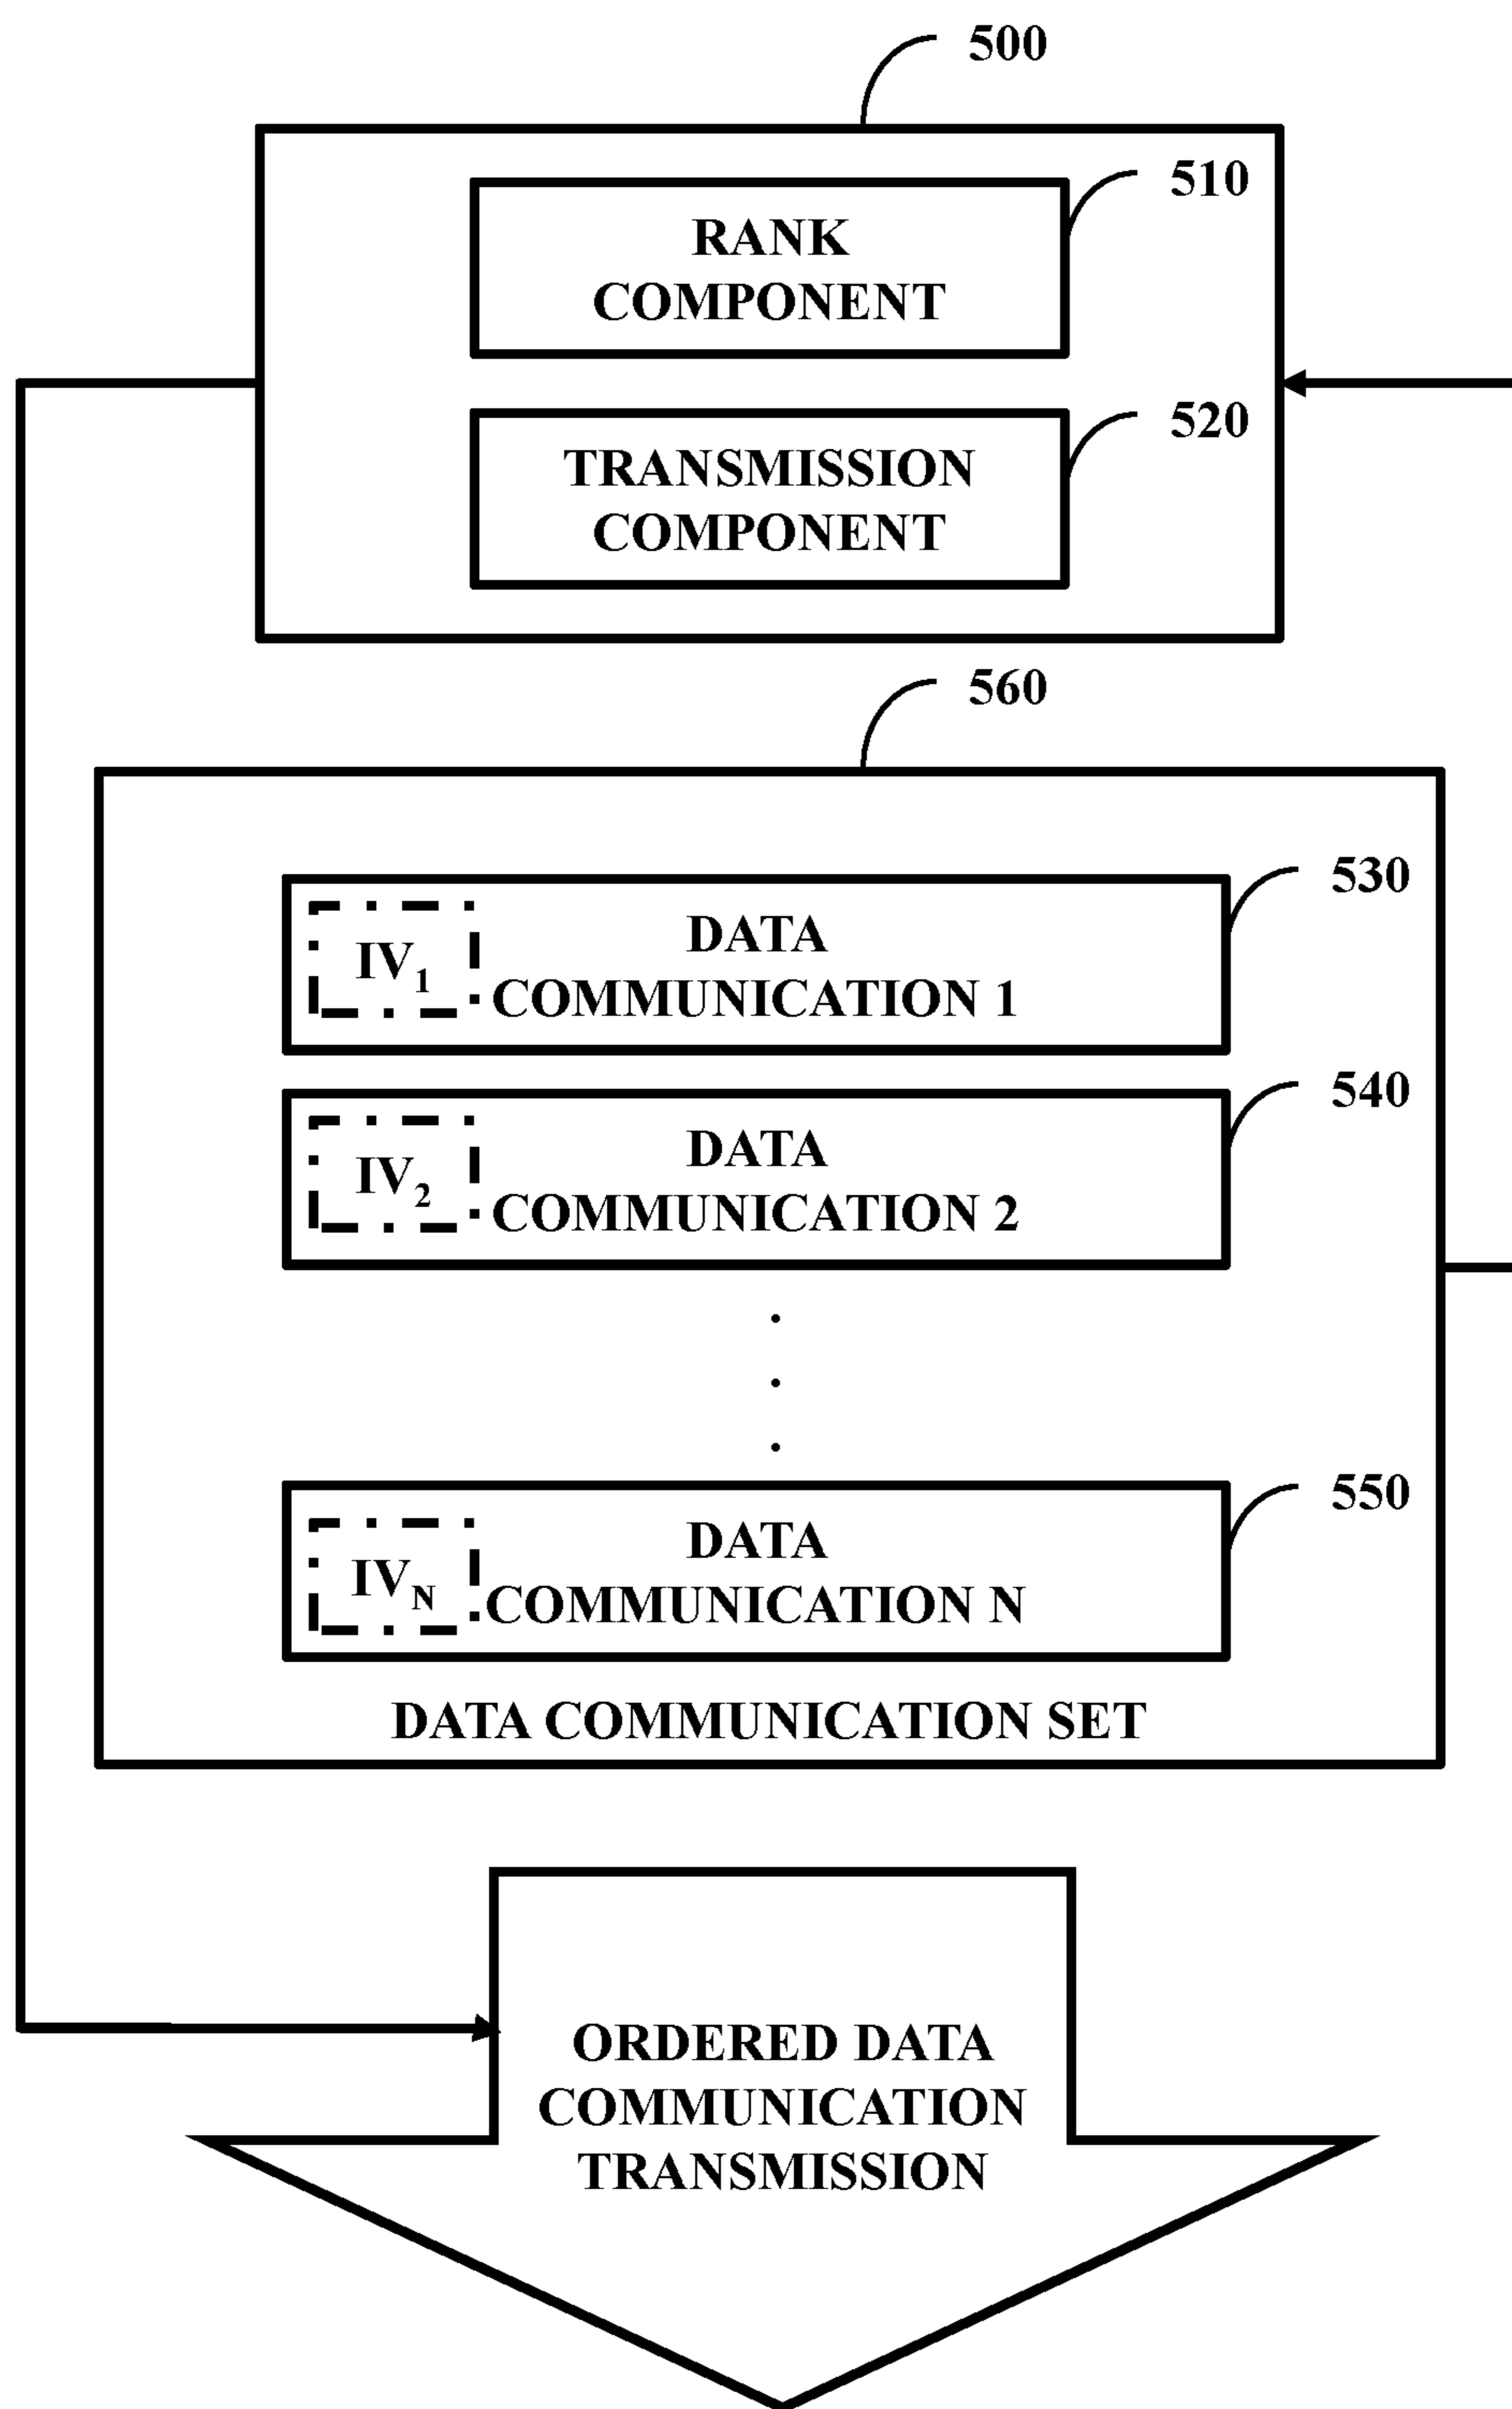 500
510
RANK
COMPONENT
520
TRANSMISSION
COMPONENT
560
530
IV₁
DATA
COMMUNICATION 1
540
IV₂
DATA
COMMUNICATION 2
550
IV_N
DATA
COMMUNICATION N
DATA COMMUNICATION SET
ORDERED DATA
COMMUNICATION
TRANSMISSION